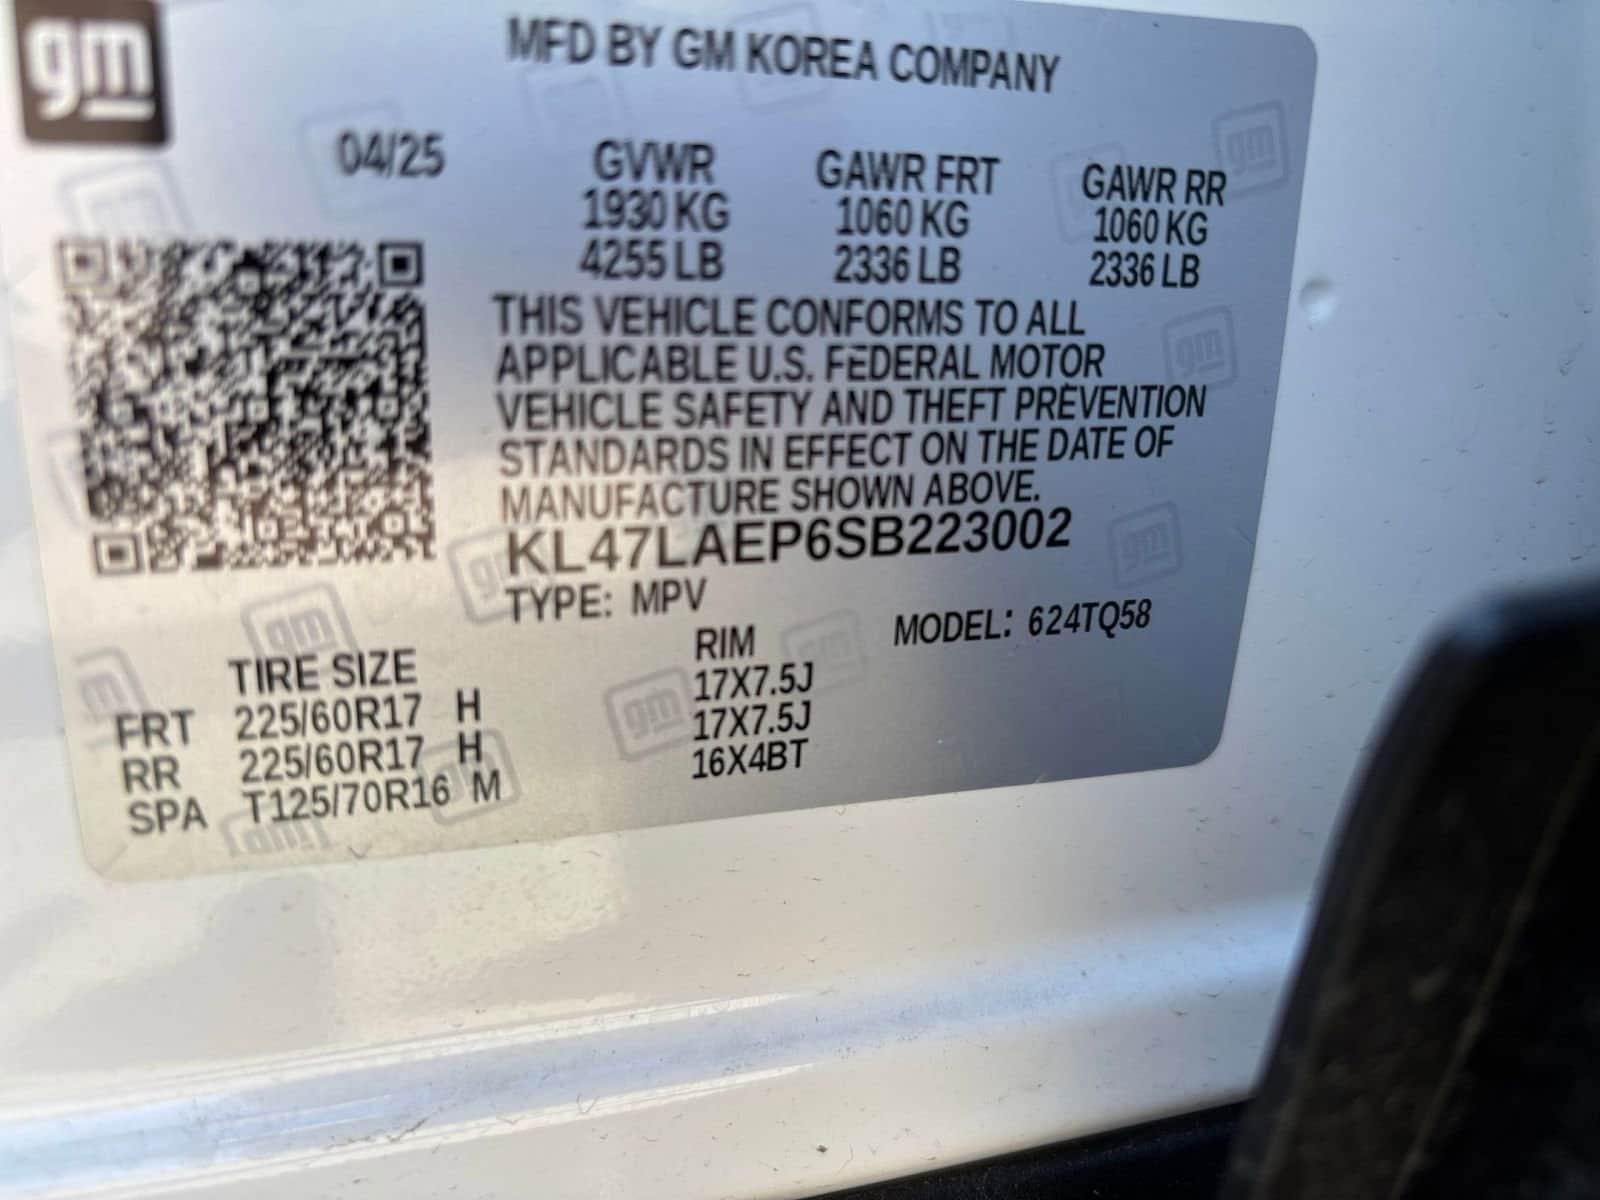 gm
MFD BY GM KOREA COMPANY
04/25 GVWR GAWR FRT GAWR RR
1930 KG 1060 KG 1060 KG
4255 LB 2336 LB 2336 LB
THIS VEHICLE CONFORMS TO ALL
APPLICABLE U.S. FEDERAL MOTOR
VEHICLE SAFETY AND THEFT PREVENTION
STANDARDS IN EFFECT ON THE DATE OF
MANUFACTURE SHOWN ABOVE.
KL47LAEP6SB223002
TYPE: MPV MODEL: 624TQ58
TIRE SIZE RIM
FRT 225/60R17 H 17X7.5J
RR 225/60R17 H 17X7.5J
SPA T125/70R16 M 16X4BT